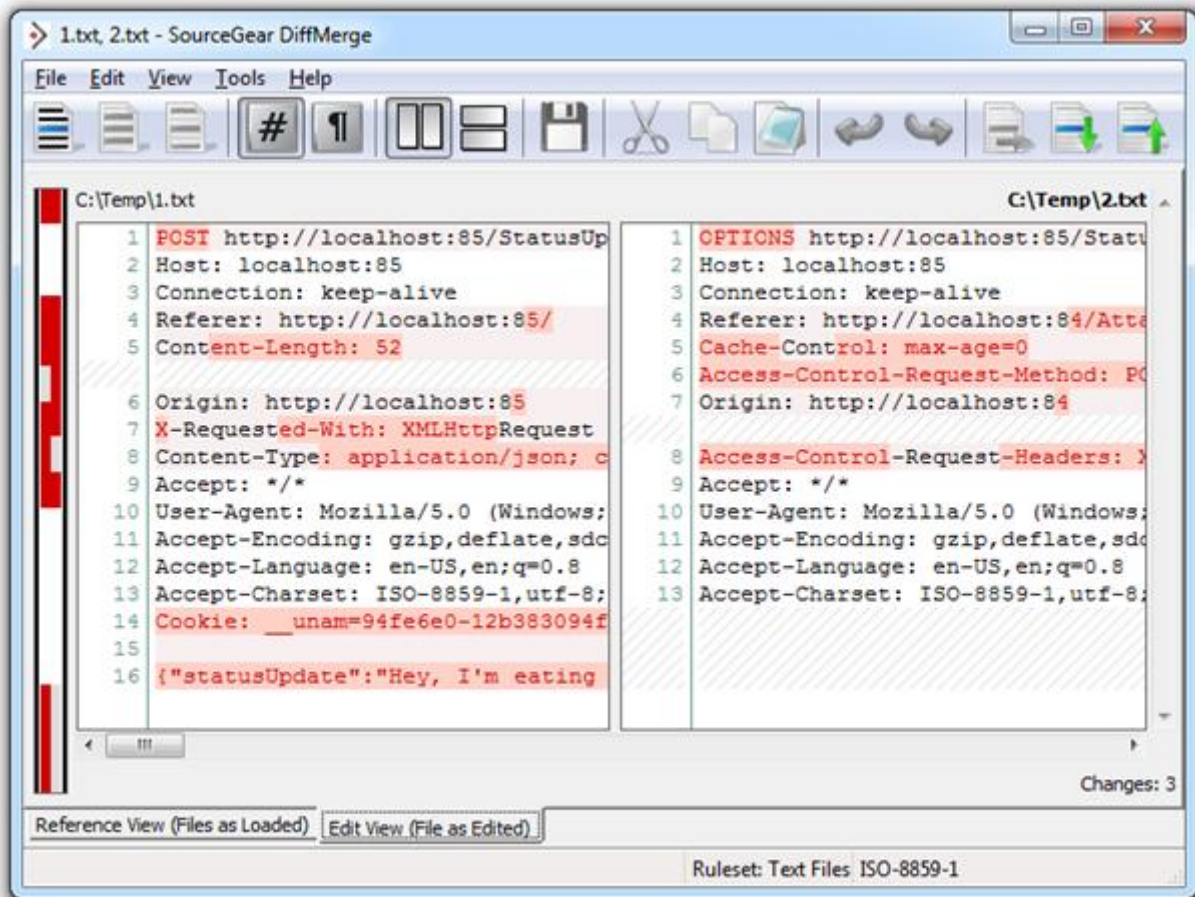 1.txt, 2.txt - SourceGear DiffMerge
File Edit View Tools Help
# ¶
C:\Temp\1.txt
C:\Temp\2.txt
1 POST http://localhost:85/StatusUp
2 Host: localhost:85
3 Connection: keep-alive
4 Referer: http://localhost:85/
5 Content-Length: 52
6 Origin: http://localhost:85
7 X-Requested-With: XMLHttpRequest
8 Content-Type: application/json; c
9 Accept: */*
10 User-Agent: Mozilla/5.0 (Windows;
11 Accept-Encoding: gzip,deflate,sdc
12 Accept-Language: en-US,en;q=0.8
13 Accept-Charset: ISO-8859-1,utf-8;
14 Cookie: __unam=94fe6e0-12b383094f
15
16 {"statusUpdate":"Hey, I'm eating
1 OPTIONS http://localhost:85/Statu
2 Host: localhost:85
3 Connection: keep-alive
4 Referer: http://localhost:84/Atta
5 Cache-Control: max-age=0
6 Access-Control-Request-Method: PO
7 Origin: http://localhost:84
8 Access-Control-Request-Headers: X
9 Accept: */*
10 User-Agent: Mozilla/5.0 (Windows;
11 Accept-Encoding: gzip,deflate,sdc
12 Accept-Language: en-US,en;q=0.8
13 Accept-Charset: ISO-8859-1,utf-8;
Changes: 3
Reference View (Files as Loaded) Edit View (File as Edited)
Ruleset: Text Files ISO-8859-1